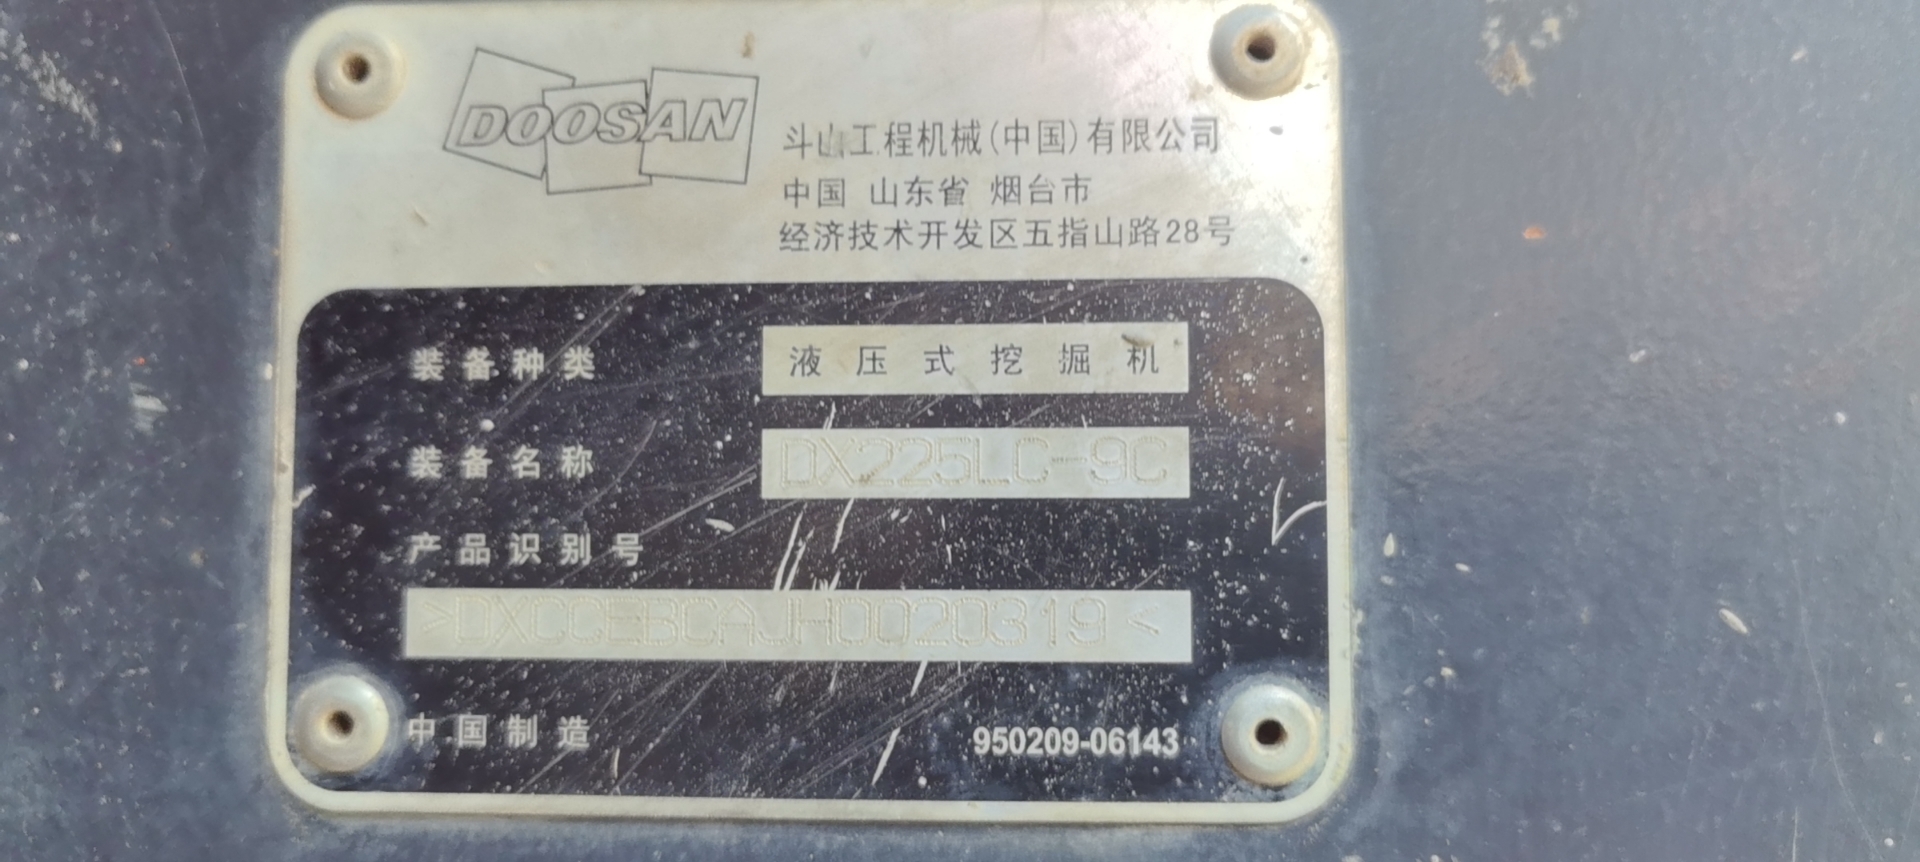 DOOSAN
斗山工程机械(中国)有限公司
中国 山东省 烟台市
经济技术开发区五指山路28号
装备种类 液压式挖掘机
装备名称 DX225LC-9C
产品识别号
>DXCCEBCAJH0020319<
中国制造 950209-06143